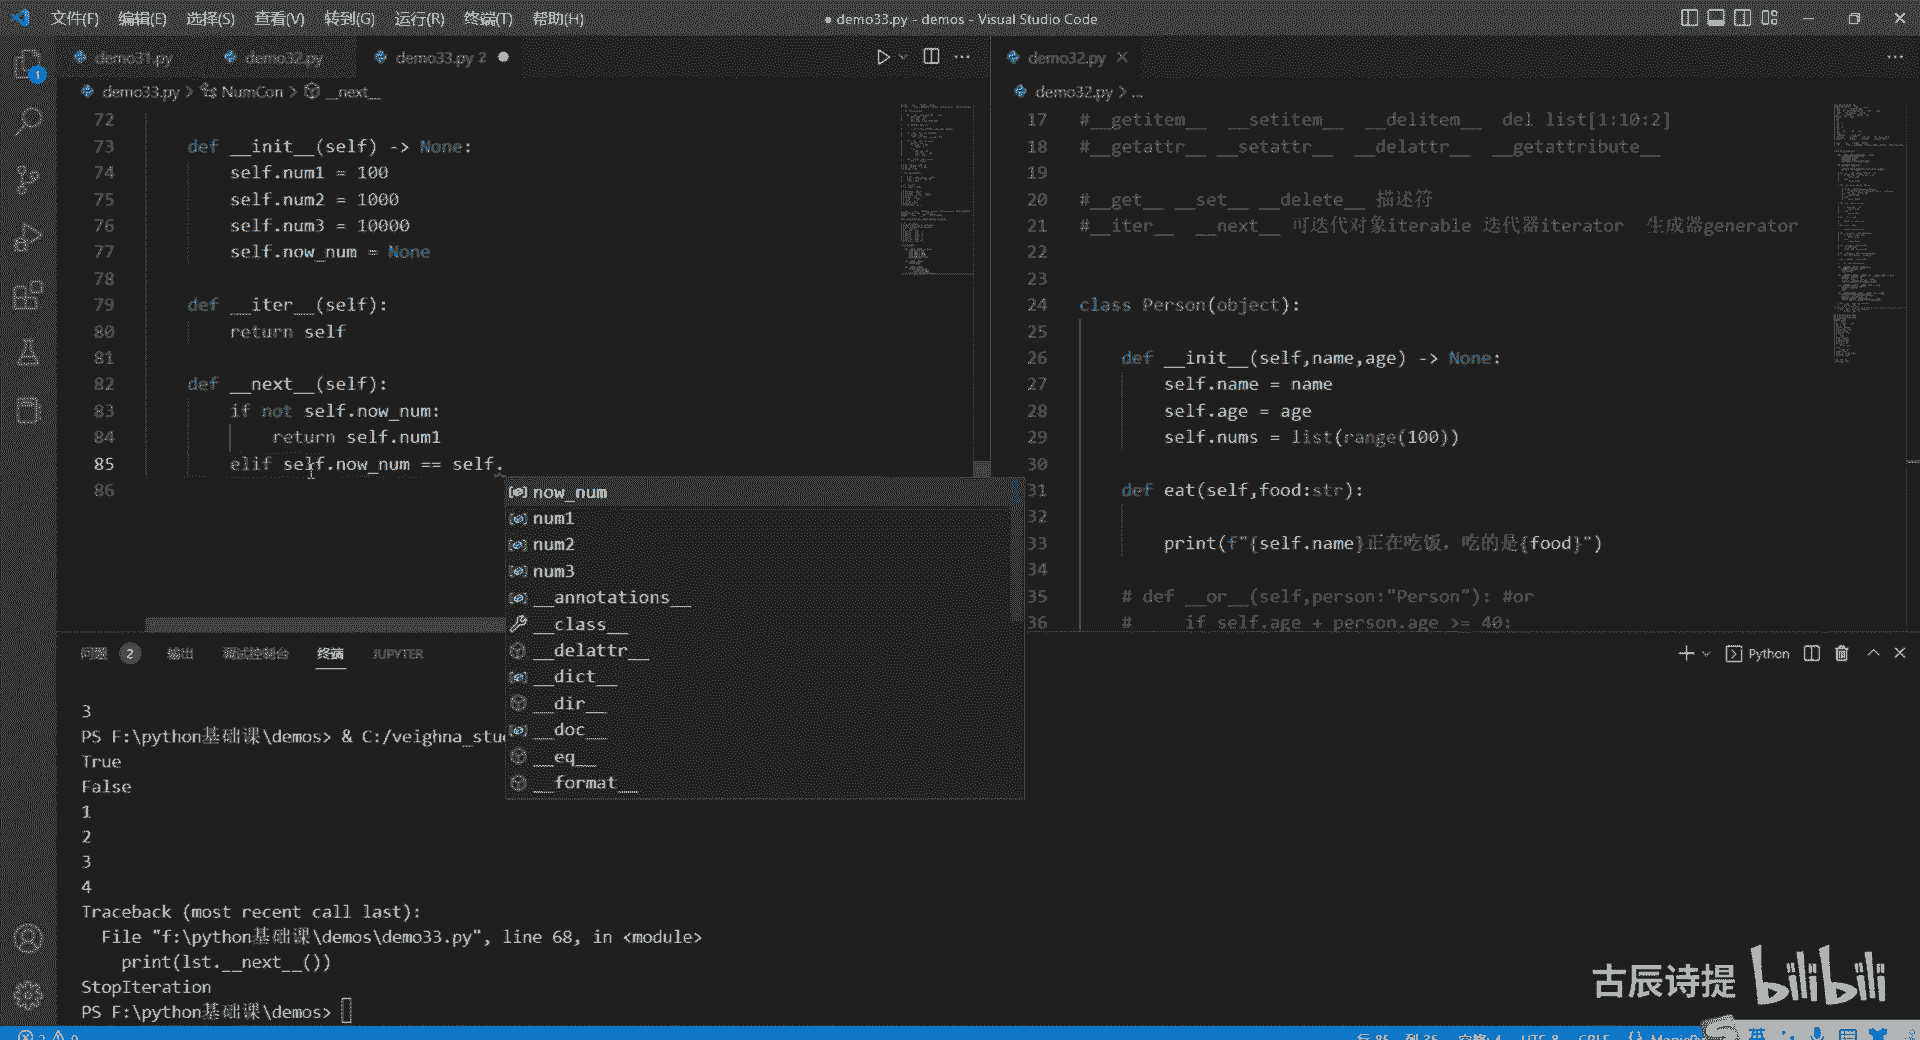 文件(F) 编辑(E) 选择(S) 查看(V) 转到(G) 运行(R) 终端(T) 帮助(H)
● demo33.py - demos - Visual Studio Code
demo31.py demo32.py demo33.py 2 ●
demo33.py > NumCon > __next__
72
73 def __init__(self) -> None:
74 self.num1 = 100
75 self.num2 = 1000
76 self.num3 = 10000
77 self.now_num = None
78
79 def __iter__(self):
80 return self
81
82 def __next__(self):
83 if not self.now_num:
84 return self.num1
85 elif self.now_num == self.
86
now_num
num1
num2
num3
__annotations__
__class__
__delattr__
__dict__
__dir__
__doc__
__eq__
__format__
demo32.py
demo32.py > ...
17 #__getitem__ __setitem__ __delitem__ del list[1:10:2]
18 #__getattr__ __setattr__ __delattr__ __getattribute__
19
20 #__get__ __set__ __delete__ 描述符
21 #__iter__ __next__ 可迭代对象iterable 迭代器iterator 生成器generator
22
23
24 class Person(object):
25
26 def __init__(self,name,age) -> None:
27 self.name = name
28 self.age = age
29 self.nums = list(range(100))
30
31 def eat(self,food:str):
32
33 print(f"{self.name}正在吃饭，吃的是{food}")
34
35 # def __or__(self,person:"Person"): #or
36 # if self.age + person.age >= 40:
问题 2 输出 调试控制台 终端 JUPYTER
Python
3
PS F:\python基础课\demos> & C:/veighna_stu
True
False
1
2
3
4
Traceback (most recent call last):
File "f:\python基础课\demos\demo33.py", line 68, in <module>
print(lst.__next__())
StopIteration
PS F:\python基础课\demos>
古辰诗提 bilibili
1